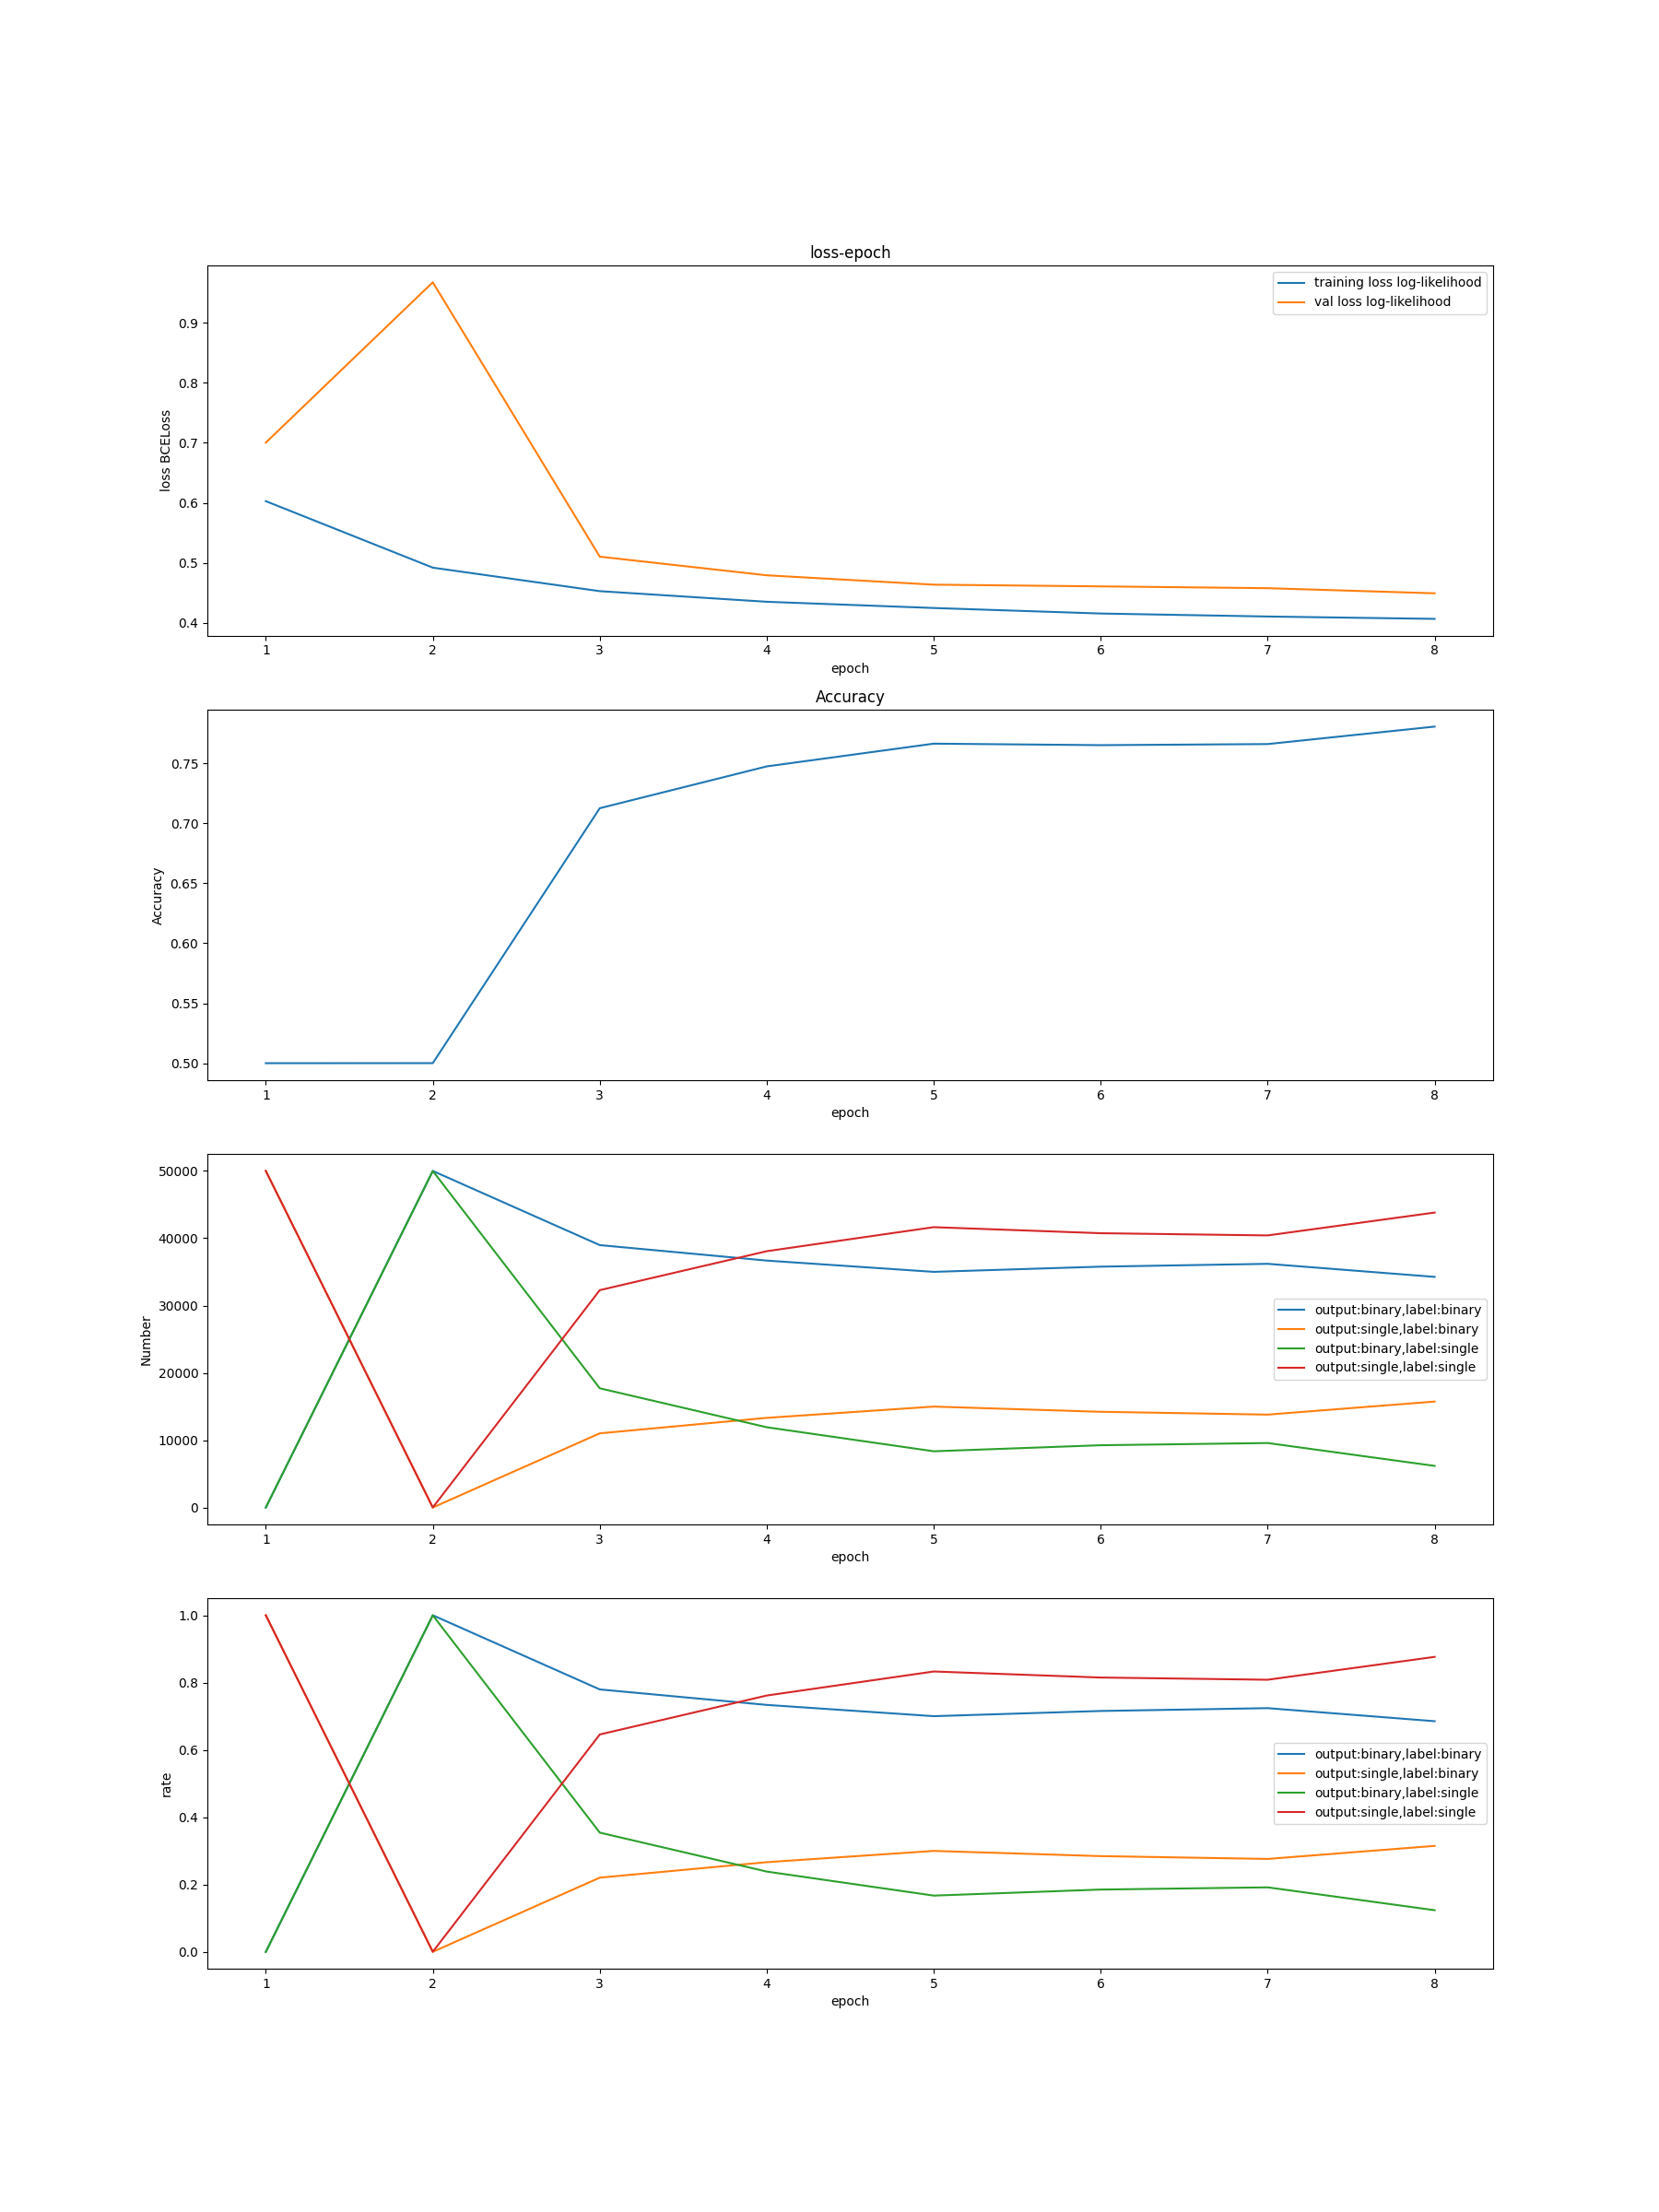 loss-epoch
training loss log-likelihood
val loss log-likelihood
loss BCELoss
0.9
0.8
0.7
0.6
0.5
0.4
1 2 3 4 5 6 7 8
epoch
Accuracy
Accuracy
0.75
0.70
0.65
0.60
0.55
0.50
1 2 3 4 5 6 7 8
epoch
Number
50000
40000
30000
20000
10000
0
output:binary,label:binary
output:single,label:binary
output:binary,label:single
output:single,label:single
1 2 3 4 5 6 7 8
epoch
rate
1.0
0.8
0.6
0.4
0.2
0.0
output:binary,label:binary
output:single,label:binary
output:binary,label:single
output:single,label:single
1 2 3 4 5 6 7 8
epoch